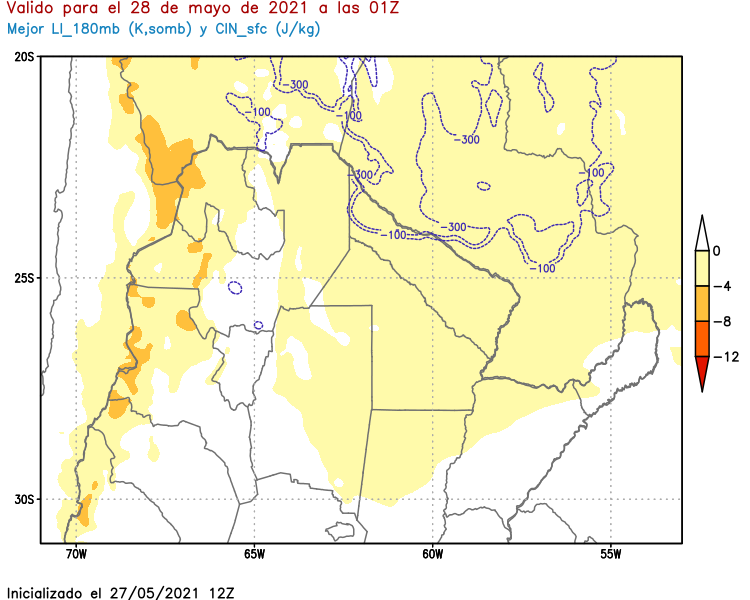 Valido para el 28 de mayo de 2021 a las 01Z
Mejor LI_180mb (K,somb) y CIN_sfc (J/kg)
20S
-300
-100
-100
-300
-300
-100
-300
-100
-100
25S
30S
70W
65W
60W
55W
0
-4
-8
-12
Inicializado el 27/05/2021 12Z